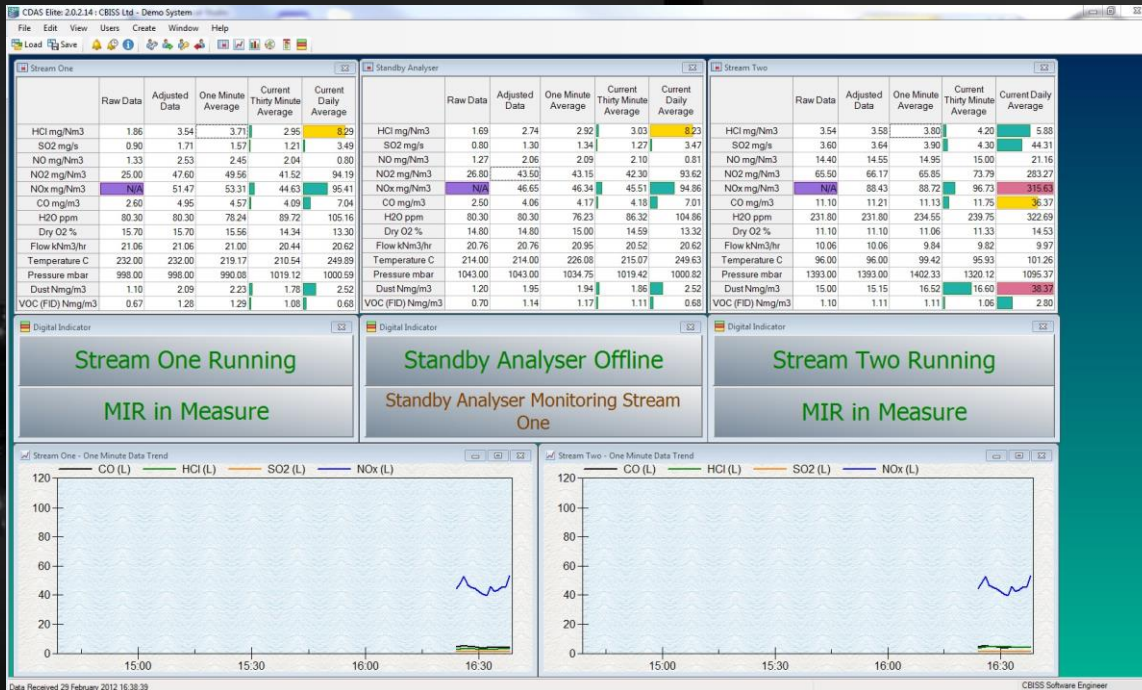 CDAS Elite: 2.0.2.14 : CBISS Ltd - Demo System
File Edit View Users Create Window Help
Load Save
Stream One
Raw Data Adjusted Data One Minute Average Current Thirty Minute Average Current Daily Average
HCl mg/Nm3 1.86 3.54 3.71 2.95 8.29
SO2 mg/s 0.90 1.71 1.57 1.21 3.49
NO mg/Nm3 1.33 2.53 2.45 2.04 0.80
NO2 mg/Nm3 25.00 47.60 49.56 41.52 94.19
NOx mg/Nm3 N/A 51.47 53.31 44.63 95.41
CO mg/Nm3 2.60 4.95 4.57 4.09 7.04
H2O ppm 80.30 80.30 78.24 89.72 105.16
Dry O2 % 15.70 15.70 15.56 14.34 13.30
Flow kNm3/hr 21.06 21.06 21.00 20.44 20.62
Temperature C 232.00 232.00 219.17 210.54 249.89
Pressure mbar 998.00 998.00 990.08 1019.12 1000.59
Dust Nmg/m3 1.10 2.09 2.23 1.78 2.52
VOC (FID) Nmg/m3 0.67 1.28 1.29 1.08 0.68
Standby Analyser
Raw Data Adjusted Data One Minute Average Current Thirty Minute Average Current Daily Average
HCl mg/Nm3 1.69 2.74 2.92 3.03 8.23
SO2 mg/s 0.80 1.30 1.34 1.27 3.47
NO mg/Nm3 1.27 2.06 2.09 2.10 0.81
NO2 mg/Nm3 26.80 43.50 43.15 42.30 93.62
NOx mg/Nm3 N/A 46.65 46.34 45.51 94.86
CO mg/Nm3 2.50 4.06 4.17 4.18 7.01
H2O ppm 80.30 80.30 76.23 86.32 104.86
Dry O2 % 14.80 14.80 15.00 14.59 13.32
Flow kNm3/hr 20.76 20.76 20.95 20.52 20.62
Temperature C 214.00 214.00 226.08 215.07 249.63
Pressure mbar 1043.00 1043.00 1034.75 1019.42 1000.82
Dust Nmg/m3 1.20 1.95 1.94 1.86 2.52
VOC (FID) Nmg/m3 0.70 1.14 1.17 1.11 0.68
Stream Two
Raw Data Adjusted Data One Minute Average Current Thirty Minute Average Current Daily Average
HCl mg/Nm3 3.54 3.58 3.80 4.20 5.88
SO2 mg/s 3.60 3.64 3.90 4.30 44.31
NO mg/Nm3 14.40 14.55 14.95 15.00 21.16
NO2 mg/Nm3 65.50 66.17 65.85 73.79 283.27
NOx mg/Nm3 N/A 88.43 88.72 96.73 315.63
CO mg/Nm3 11.10 11.21 11.13 11.75 36.37
H2O ppm 231.80 231.80 234.55 239.75 322.69
Dry O2 % 11.10 11.10 11.06 11.33 14.53
Flow kNm3/hr 10.06 10.06 9.84 9.82 9.97
Temperature C 96.00 96.00 99.42 95.93 101.26
Pressure mbar 1393.00 1393.00 1402.33 1320.12 1095.37
Dust Nmg/m3 15.00 15.15 16.52 16.60 38.37
VOC (FID) Nmg/m3 1.10 1.11 1.11 1.06 2.80
Digital Indicator
Stream One Running
MIR in Measure
Digital Indicator
Standby Analyser Offline
Standby Analyser Monitoring Stream
One
Digital Indicator
Stream Two Running
MIR in Measure
Stream One - One Minute Data Trend
CO (L) HCl (L) SO2 (L) NOx (L)
120
100
80
60
40
20
0
15:00 15:30 16:00 16:30
Stream Two - One Minute Data Trend
CO (L) HCl (L) SO2 (L) NOx (L)
120
100
80
60
40
20
0
15:00 15:30 16:00 16:30
Data Received 29 February 2012 16:38:39
CBISS Software Engineer